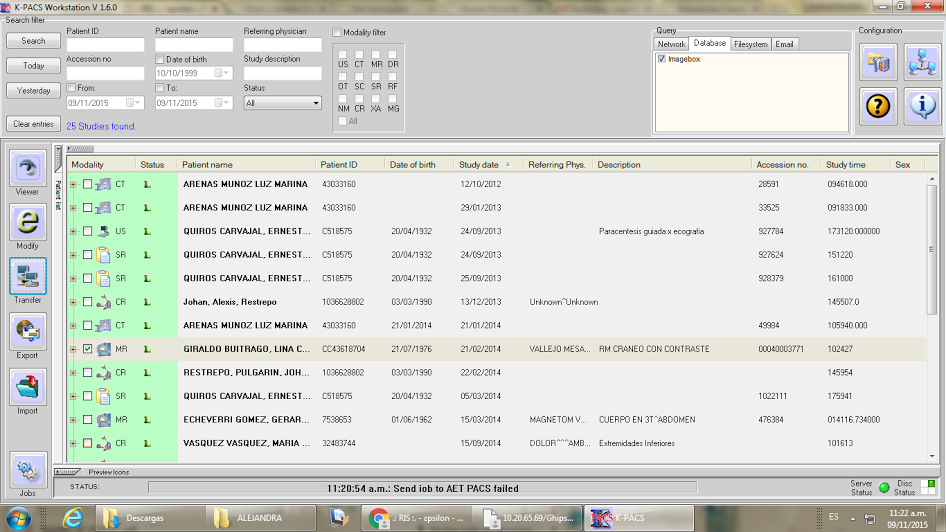 K-PACS Workstation V 1.6.0
Search filter
Patient ID Patient name Referring physician Modality filter Query Configuration
Network Database Filesystem Email
Search
Imagebox
Today Accession no Date of birth Study description US CT MR DR
10/10/1999
OT SC SR RF
Yesterday From: To: Status
09/11/2015 09/11/2015 All NM CR XA MG
All
Clear entries 25 Studies found.
Viewer
Modify
Transfer
Export
Import
Jobs
Patient list
Modality Status Patient name Patient ID Date of birth Study date Referring Phys. Description Accession no. Study time Sex
CT L ARENAS MUNOZ LUZ MARINA 43033160 12/10/2012 28591 094618.000
CT L ARENAS MUNOZ LUZ MARINA 43033160 29/01/2013 33525 091833.000
US L QUIROS CARVAJAL, ERNEST... C518575 20/04/1932 24/09/2013 Paracentesis guiada x ecografia 927784 173120.000000
SR L QUIROS CARVAJAL, ERNEST... C518575 20/04/1932 24/09/2013 927624 151220
SR L QUIROS CARVAJAL, ERNEST... C518575 20/04/1932 25/09/2013 928379 161000
CR L Johan, Alexis, Restrepo 1036628802 03/03/1990 13/12/2013 Unknown^Unknown 145507.0
CT L ARENAS MUNOZ LUZ MARINA 43033160 21/01/2014 21/01/2014 49984 105940.000
MR L GIRALDO BUITRAGO, LINA C... CC43618704 21/07/1976 21/02/2014 VALLEJO MESA... RM CRANEO CON CONTRASTE 00040003771 102427
CR L RESTREPO, PULGARIN, JOH... 1036628802 03/03/1990 22/02/2014 145954
SR L QUIROS CARVAJAL, ERNEST... C518575 20/04/1932 05/03/2014 1022111 175941
MR L ECHEVERRI GOMEZ, GERAR... 7538653 01/06/1962 15/03/2014 MAGNETOM V... CUERPO EN 3T^ABDOMEN 476384 014116.734000
CR L VASQUEZ VASQUEZ, MARIA ... 32483744 15/09/2014 DOLOR^^^AMB... Extremidades Inferiores 101613
Preview Icons
STATUS: 11:20:54 a.m.: Send job to AET PACS failed Server Status Disc Status
Descargas ALEJANDRA .: RIS :. - epsilon - ... 10.20.65.69/Ghips... K-PACS ES 11:22 a.m.
09/11/2015